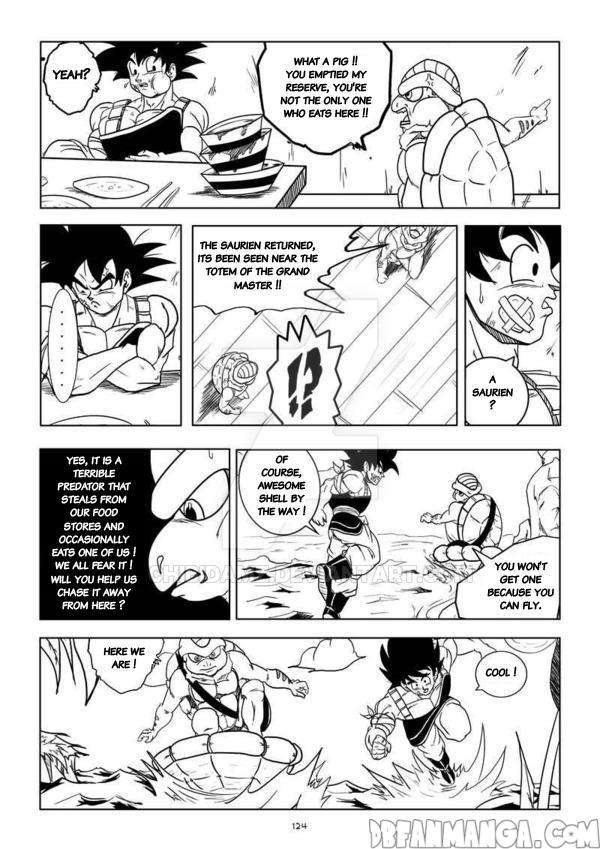 YEAH?
WHAT A PIG !!
YOU EMPTIED MY
RESERVE, YOU'RE
NOT THE ONLY ONE
WHO EATS HERE !!
. . . . . . .
THE SAURIEN RETURNED,
ITS BEEN SEEN NEAR THE
TOTEM OF THE GRAND
MASTER !!
!?
A
SAURIEN
?
YES, IT IS A
TERRIBLE
PREDATOR THAT
STEALS FROM
OUR FOOD
STORES AND
OCCASIONALLY
EATS ONE OF US !
WE ALL FEAR IT !
WILL YOU HELP US
CHASE IT AWAY
FROM HERE ?
OF
COURSE,
AWESOME
SHELL BY
THE WAY !
YOU WON'T
GET ONE
BECAUSE YOU
CAN FLY.
HERE WE
ARE !
COOL !
124
DBFANMANGA.COM